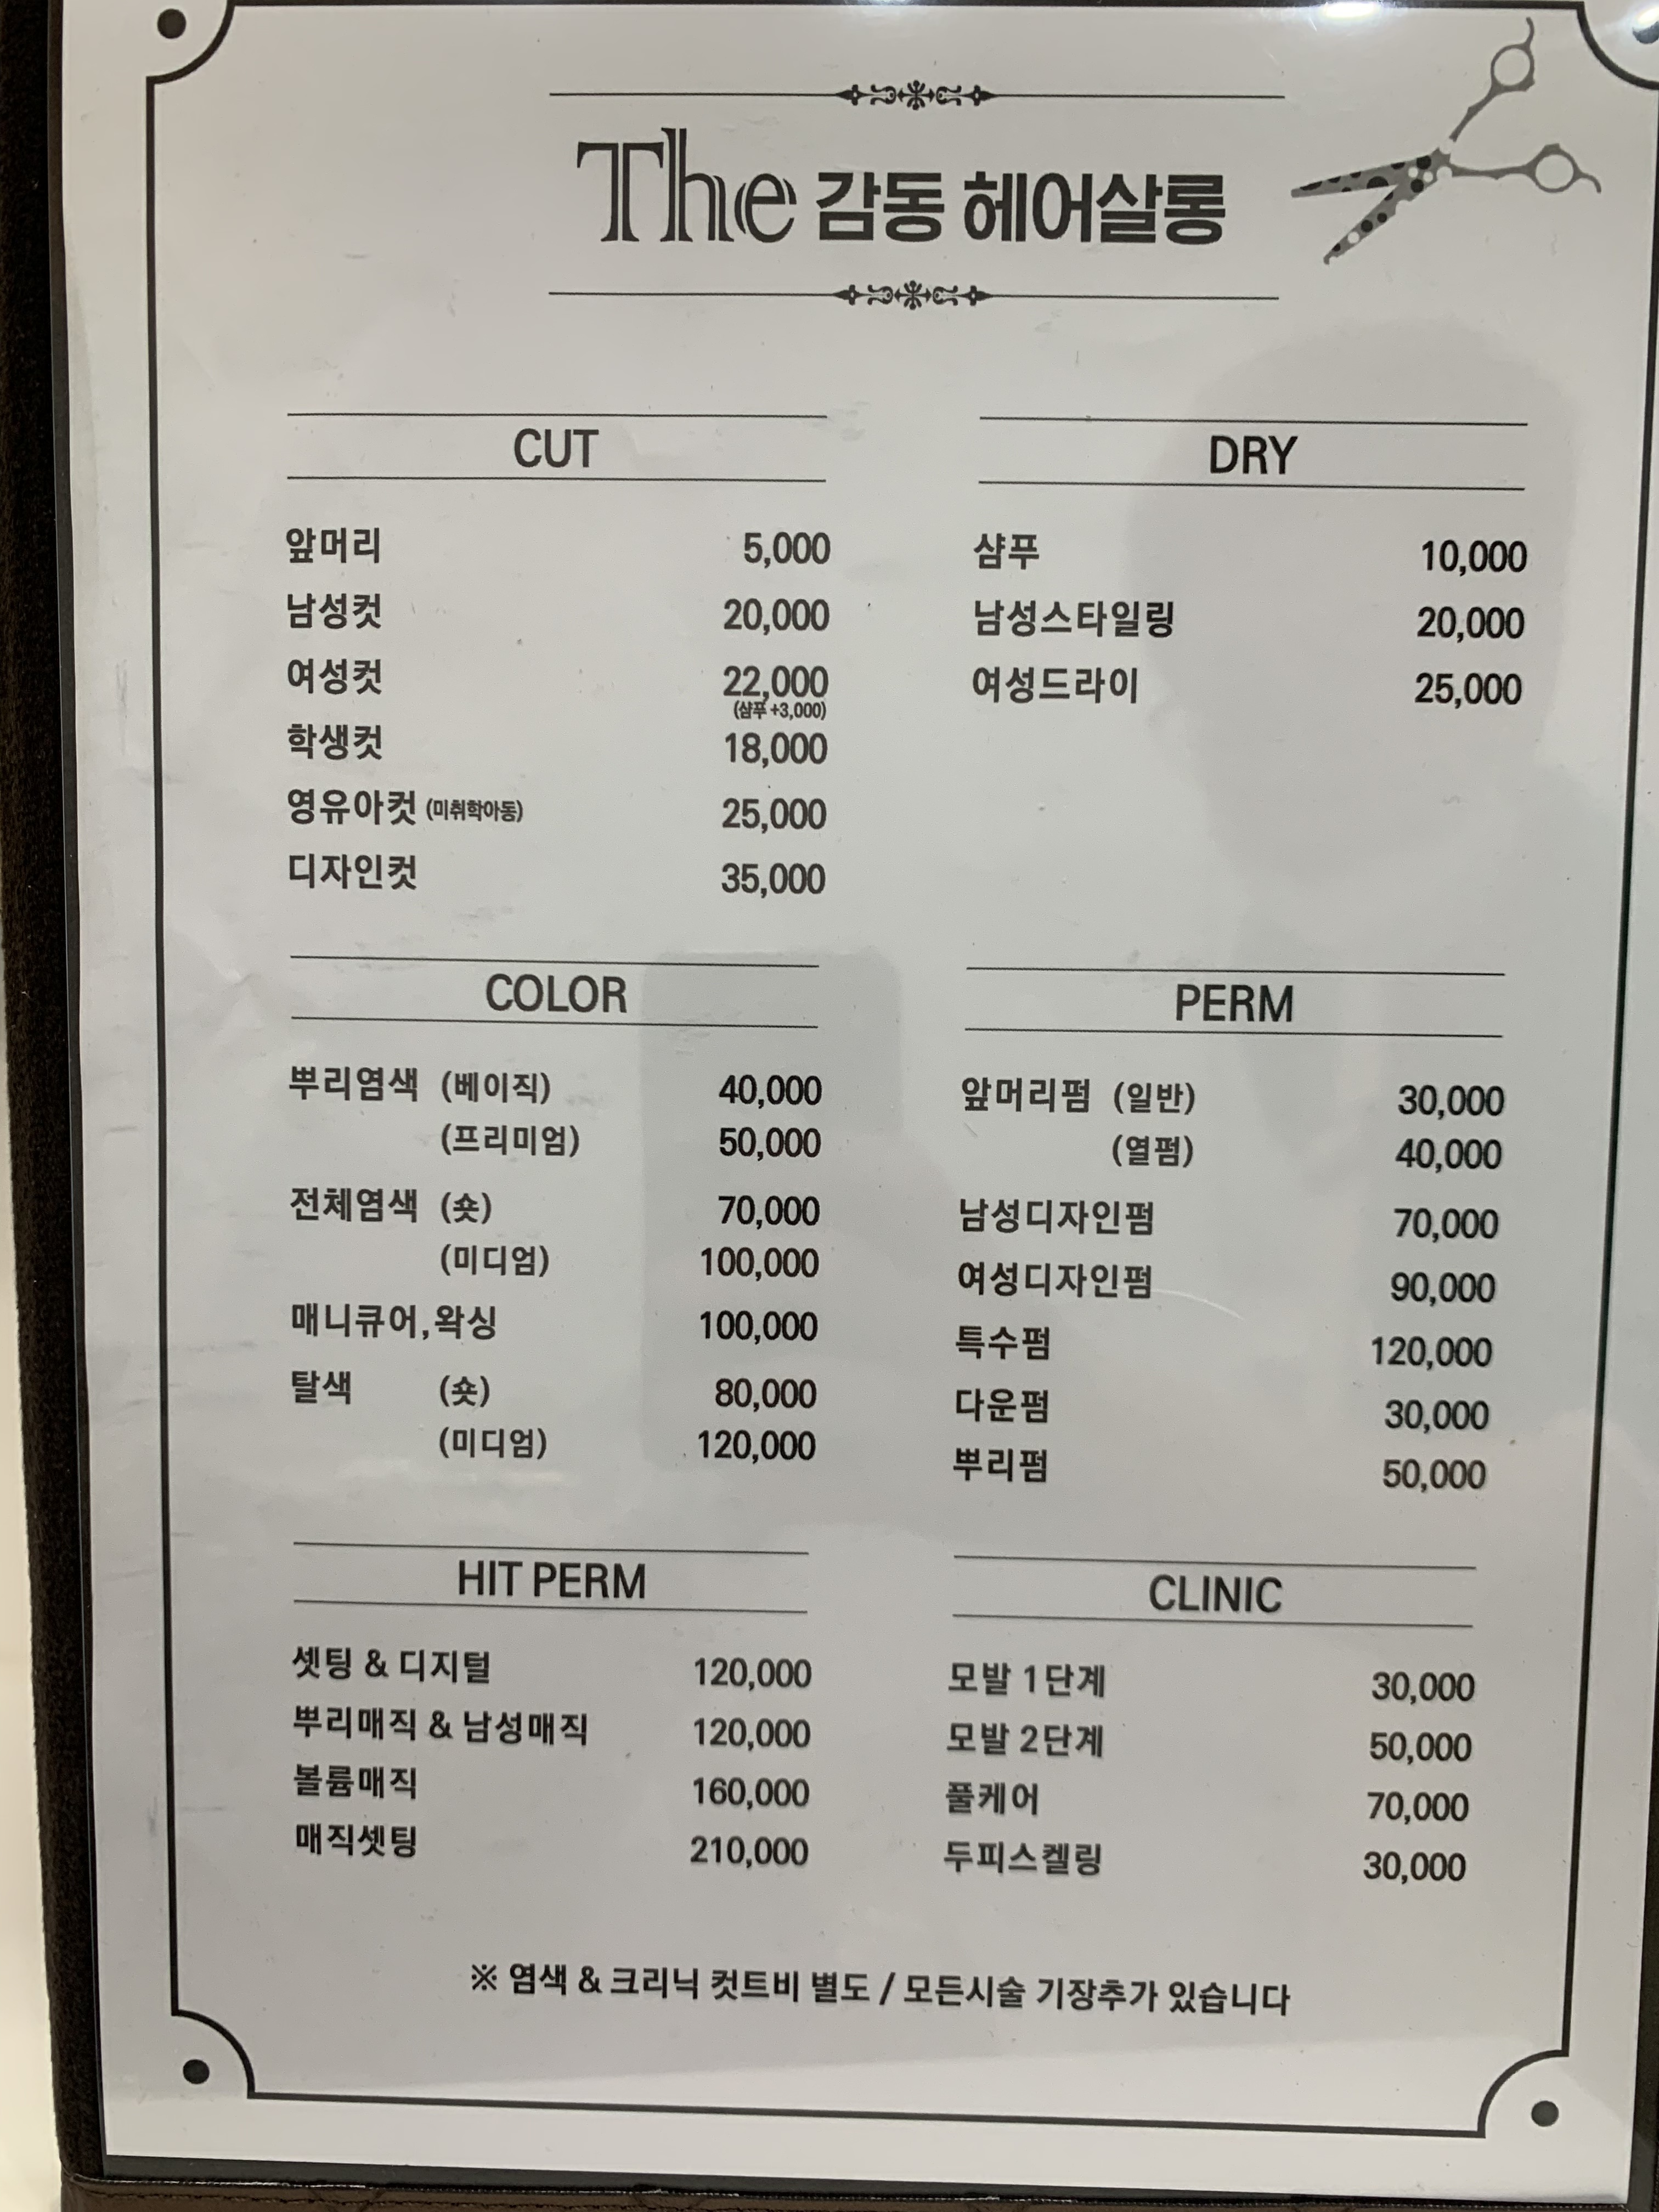 The 감동 헤어살롱
CUT
앞머리 5,000
남성컷 20,000
여성컷 22,000
(샴푸 +3,000)
학생컷 18,000
영유아컷 (미취학아동) 25,000
디자인컷 35,000
DRY
샴푸 10,000
남성스타일링 20,000
여성드라이 25,000
COLOR
뿌리염색 (베이직) 40,000
(프리미엄) 50,000
전체염색 (숏) 70,000
(미디엄) 100,000
매니큐어,왁싱 100,000
탈색 (숏) 80,000
(미디엄) 120,000
PERM
앞머리펌 (일반) 30,000
(열펌) 40,000
남성디자인펌 70,000
여성디자인펌 90,000
특수펌 120,000
다운펌 30,000
뿌리펌 50,000
HIT PERM
셋팅 & 디지털 120,000
뿌리매직 & 남성매직 120,000
볼륨매직 160,000
매직셋팅 210,000
CLINIC
모발 1단계 30,000
모발 2단계 50,000
풀케어 70,000
두피스켈링 30,000
※ 염색 & 크리닉 컷트비 별도 / 모든시술 기장추가 있습니다